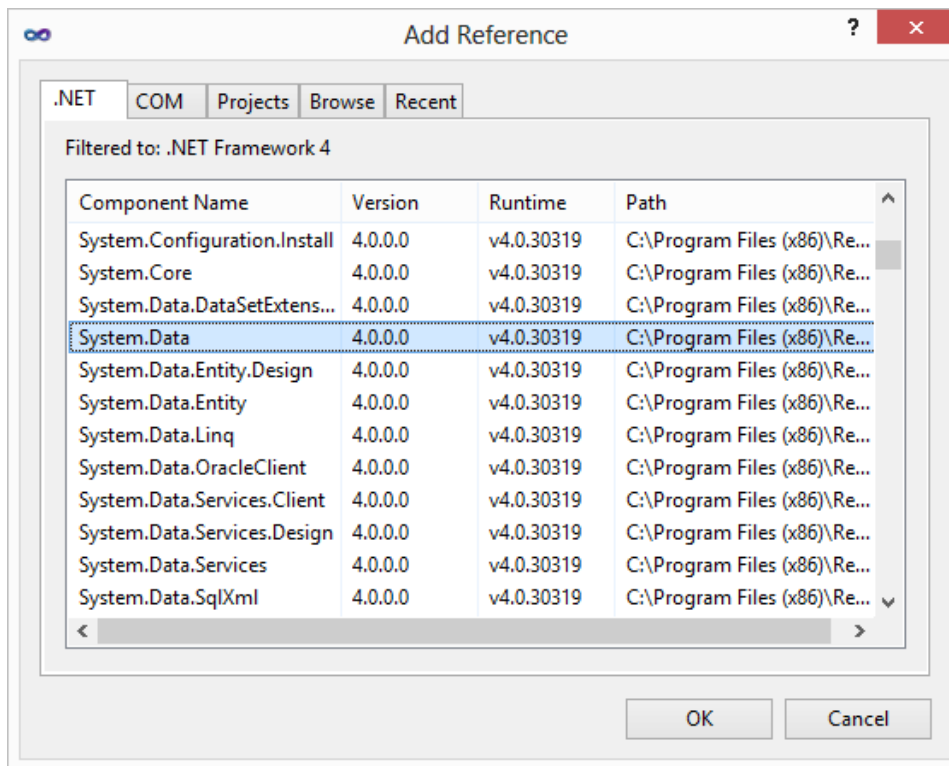 Add Reference ?
.NET COM Projects Browse Recent
Filtered to: .NET Framework 4
Component Name Version Runtime Path
System.Configuration.Install 4.0.0.0 v4.0.30319 C:\Program Files (x86)\Re...
System.Core 4.0.0.0 v4.0.30319 C:\Program Files (x86)\Re...
System.Data.DataSetExtens... 4.0.0.0 v4.0.30319 C:\Program Files (x86)\Re...
System.Data 4.0.0.0 v4.0.30319 C:\Program Files (x86)\Re...
System.Data.Entity.Design 4.0.0.0 v4.0.30319 C:\Program Files (x86)\Re...
System.Data.Entity 4.0.0.0 v4.0.30319 C:\Program Files (x86)\Re...
System.Data.Linq 4.0.0.0 v4.0.30319 C:\Program Files (x86)\Re...
System.Data.OracleClient 4.0.0.0 v4.0.30319 C:\Program Files (x86)\Re...
System.Data.Services.Client 4.0.0.0 v4.0.30319 C:\Program Files (x86)\Re...
System.Data.Services.Design 4.0.0.0 v4.0.30319 C:\Program Files (x86)\Re...
System.Data.Services 4.0.0.0 v4.0.30319 C:\Program Files (x86)\Re...
System.Data.SqlXml 4.0.0.0 v4.0.30319 C:\Program Files (x86)\Re...
OK Cancel